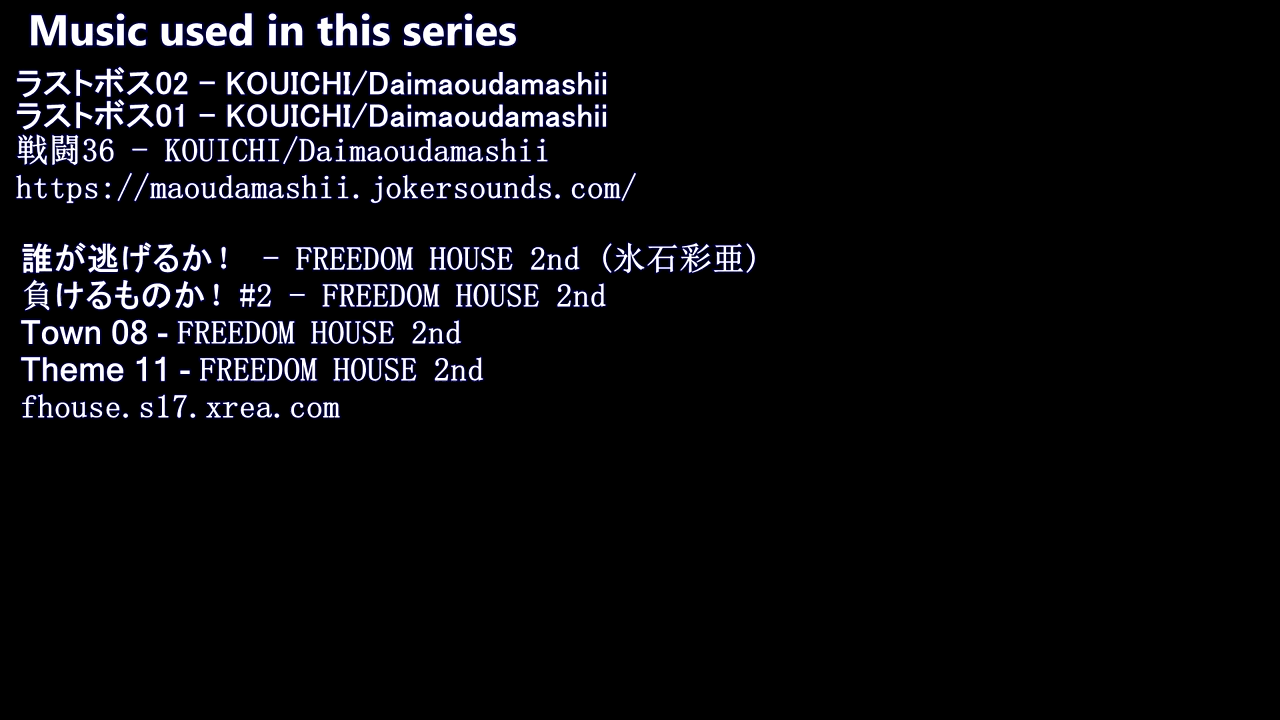 Music used in this series
ラストボス02 - KOUICHI/Daimaoudamashii
ラストボス01 - KOUICHI/Daimaoudamashii
戦闘36 - KOUICHI/Daimaoudamashii
https://maoudamashii.jokersounds.com/
誰が逃げるか! - FREEDOM HOUSE 2nd (氷石彩亜)
負けるものか! #2 - FREEDOM HOUSE 2nd
Town 08 - FREEDOM HOUSE 2nd
Theme 11 - FREEDOM HOUSE 2nd
fhouse.s17.xrea.com